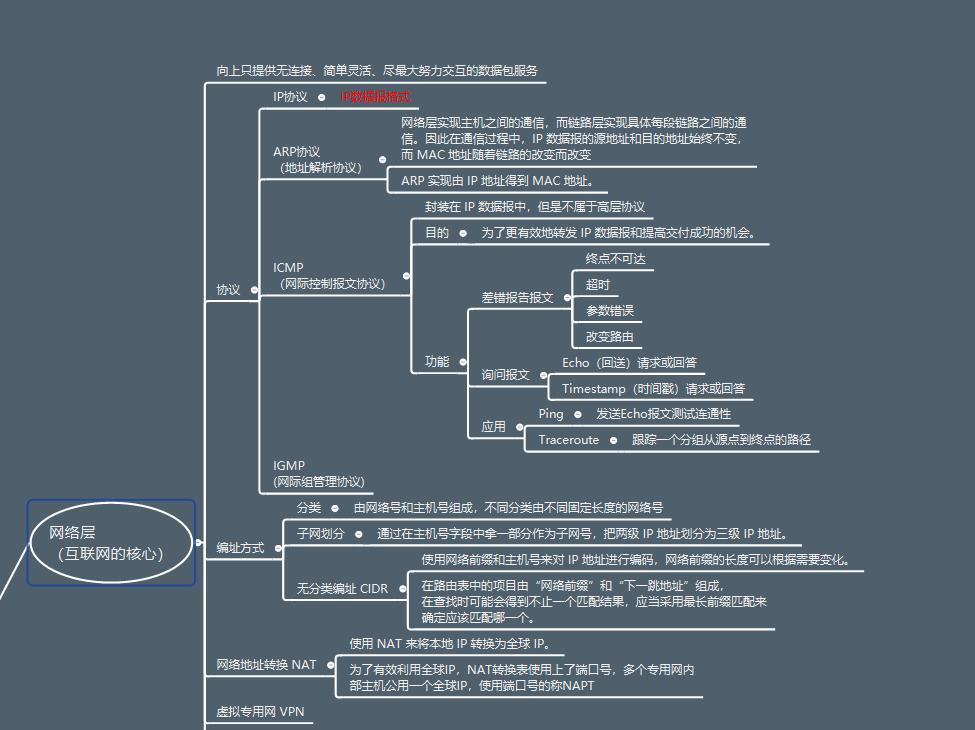 向上只提供无连接、简单灵活、尽最大努力交互的数据包服务
IP协议
IP数据报格式
网络层实现主机之间的通信，而链路层实现具体每段链路之间的通
信。因此在通信过程中，IP 数据报的源地址和目的地址始终不变，
而 MAC 地址随着链路的改变而改变
ARP协议
（地址解析协议）
ARP 实现由 IP 地址得到 MAC 地址。
封装在 IP 数据报中，但是不属于高层协议
目的
为了更有效地转发 IP 数据报和提高交付成功的机会。
ICMP
（网际控制报文协议）
协议
终点不可达
差错报告报文
超时
参数错误
改变路由
功能
询问报文
Echo（回送）请求或回答
Timestamp（时间戳）请求或回答
应用
Ping
发送Echo报文测试连通性
Traceroute
跟踪一个分组从源点到终点的路径
IGMP
(网际组管理协议)
网络层
（互联网的核心）
编址方式
分类
由网络号和主机号组成，不同分类由不同固定长度的网络号
子网划分
通过在主机号字段中拿一部分作为子网号，把两级 IP 地址划分为三级 IP 地址。
无分类编址 CIDR
使用网络前缀和主机号来对 IP 地址进行编码，网络前缀的长度可以根据需要变化。
在路由表中的项目由“网络前缀”和“下一跳地址”组成，
在查找时可能会得到不止一个匹配结果，应当采用最长前缀匹配来
确定应该匹配哪一个。
网络地址转换 NAT
使用 NAT 来将本地 IP 转换为全球 IP。
为了有效利用全球IP，NAT转换表使用上了端口号，多个专用网内
部主机公用一个全球IP，使用端口号的称NAPT
虚拟专用网 VPN